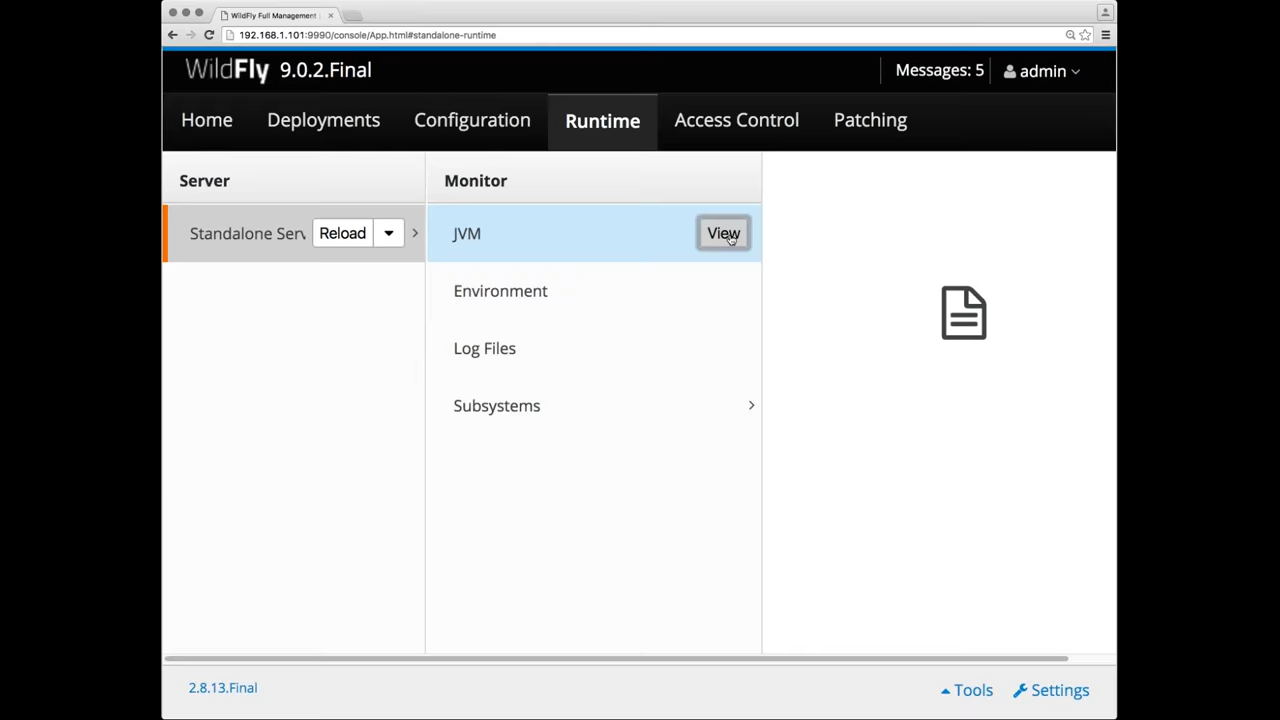 WildFly Full Management
192.168.1.101:9990/console/App.html#standalone-runtime
WildFly 9.0.2.Final
Messages: 5
admin
Home
Deployments
Configuration
Runtime
Access Control
Patching
Server
Monitor
Standalone Serv
Reload
JVM
View
Environment
Log Files
Subsystems
2.8.13.Final
Tools
Settings